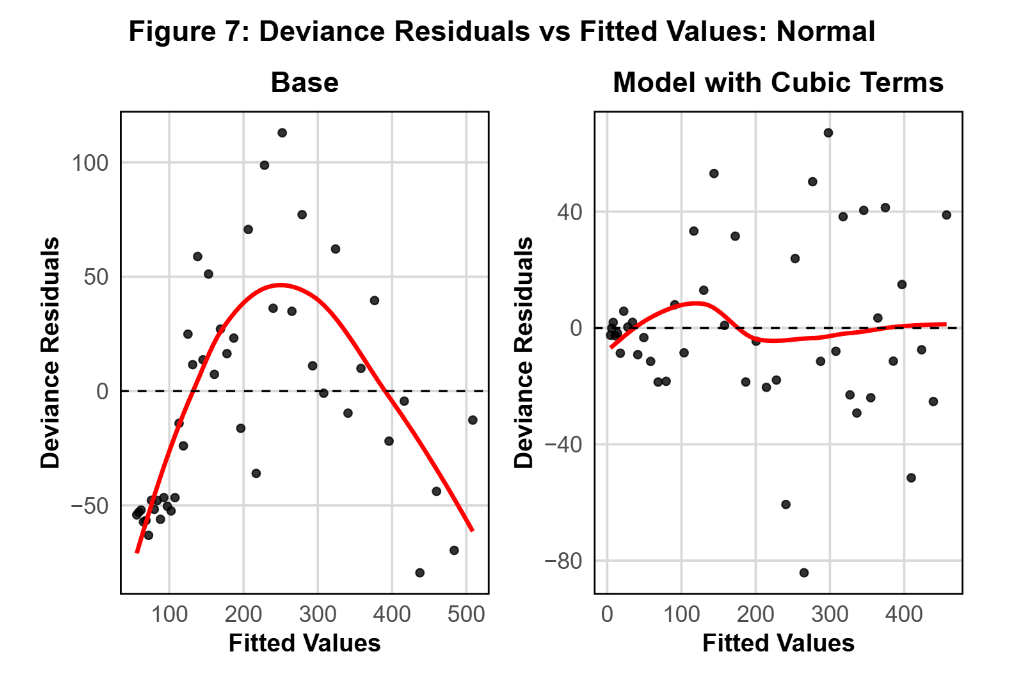 Figure 7: Deviance Residuals vs Fitted Values: Normal
Base
Deviance Residuals
100
50
0
−50
100 200 300 400 500
Fitted Values
Model with Cubic Terms
Deviance Residuals
40
0
−40
−80
0 100 200 300 400
Fitted Values